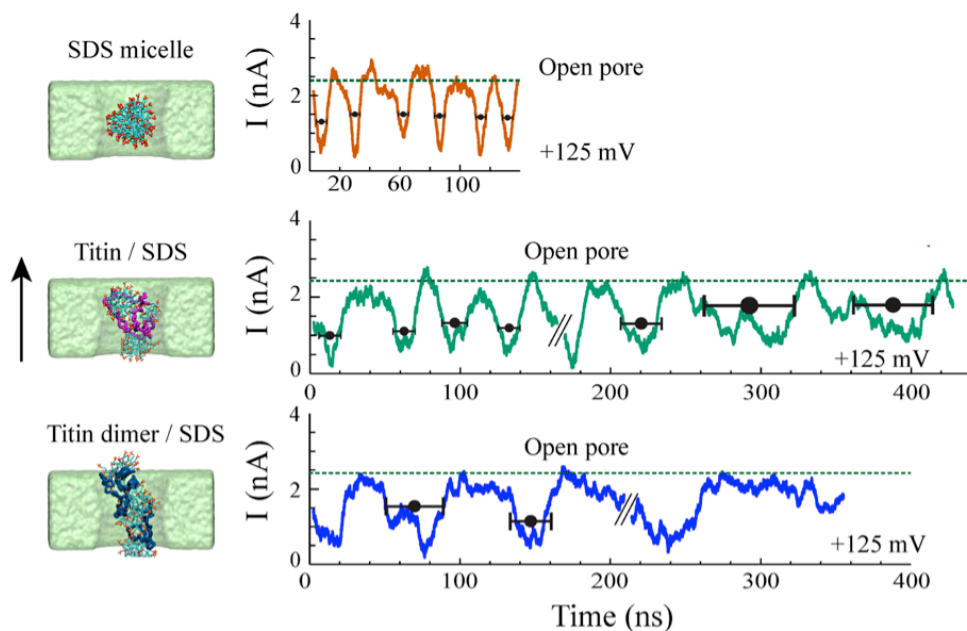 SDS micelle
I (nA)
4
2
0
Open pore
+125 mV
20 60 100
Titin / SDS
I (nA)
4
2
0
Open pore
+125 mV
0 100 200 300 400
Titin dimer / SDS
I (nA)
4
2
0
Open pore
+125 mV
0 100 200 300 400
Time (ns)